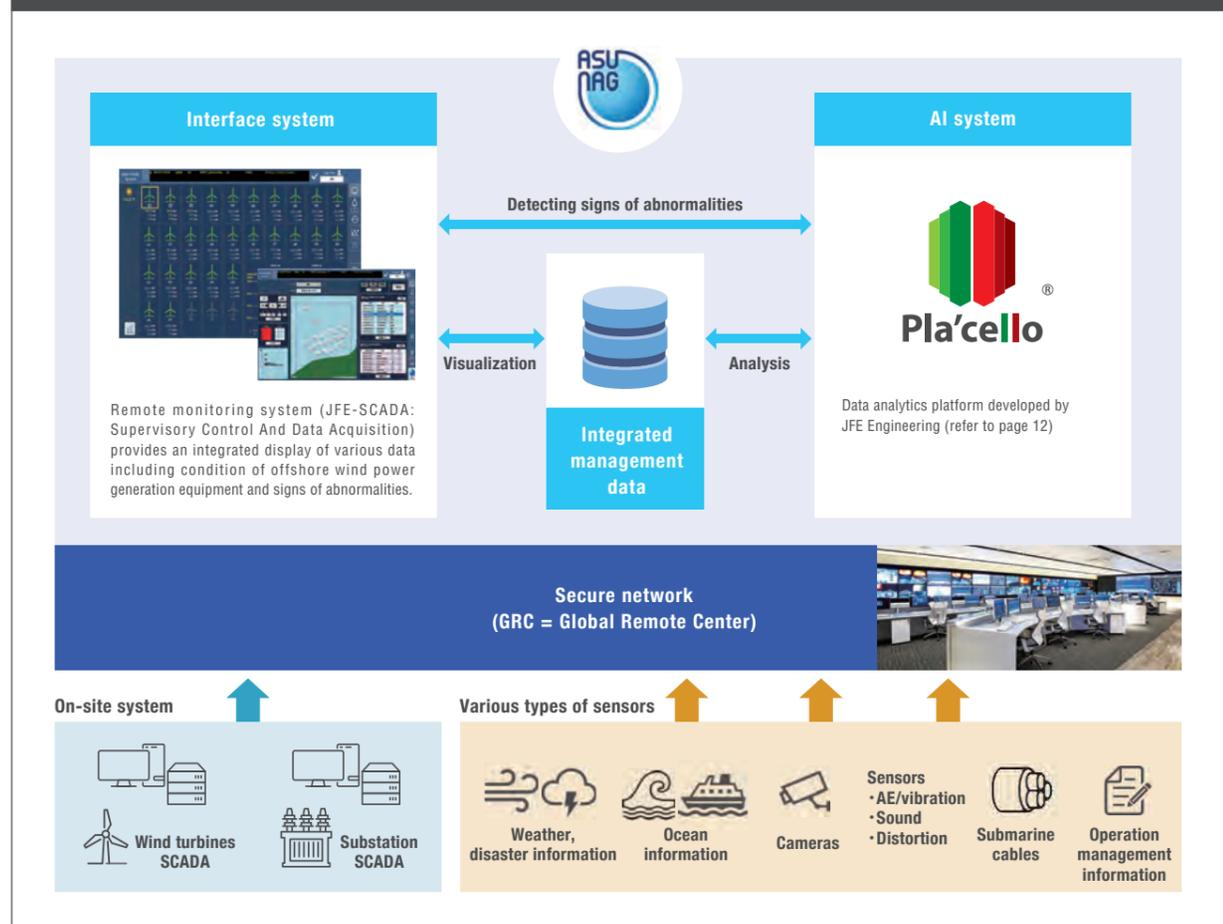 ASU
NAG
Interface system
AI system
Detecting signs of abnormalities
®
Pla'cello
Visualization
Analysis
Remote monitoring system (JFE-SCADA:
Supervisory Control And Data Acquisition)
provides an integrated display of various data
including condition of offshore wind power
generation equipment and signs of abnormalities.
Integrated
management
data
Data analytics platform developed by
JFE Engineering (refer to page 12)
Secure network
(GRC = Global Remote Center)
On-site system
Various types of sensors
Wind turbines
SCADA
Substation
SCADA
Weather,
disaster information
Ocean
information
Cameras
Sensors
・AE/vibration
・Sound
・Distortion
Submarine
cables
Operation
management
information